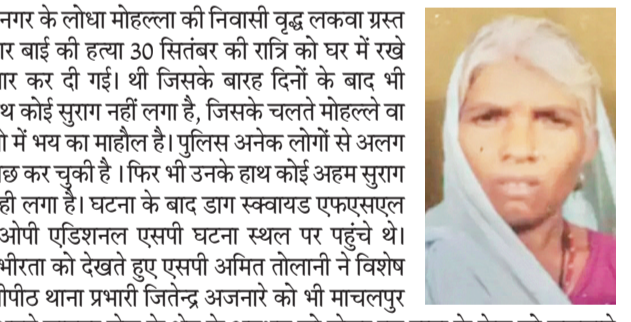 नगर के लोधा मोहल्ला की निवासी वृद्ध लकवा ग्रस्त
र बाई की हत्या 30 सितंबर की रात्रि को घर में रखे
र कर दी गई। थी जिसके बारह दिनों के बाद भी
थ कोई सुराग नहीं लगा है, जिसके चलते मोहल्ले वा
में भय का माहौल है। पुलिस अनेक लोगों से अलग
छ कर चुकी है । फिर भी उनके हाथ कोई अहम सुराग
ही लगा है। घटना के बाद डाग स्क्वायड एफएसएल
ओपी एडिशनल एसपी घटना स्थल पर पहुंचे थे।
भीरता को देखते हुए एसपी अमित तोलानी ने विशेष
पीठ थाना प्रभारी जितेन्द्र अजनारे को भी माचलपुर